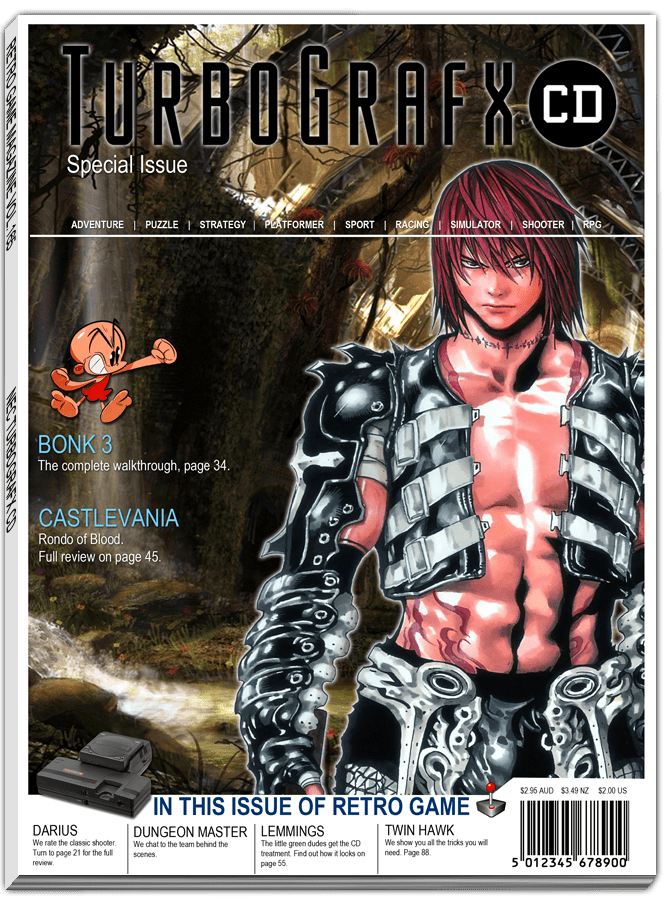 TURBOGRAFX CD
Special Issue
ADVENTURE | PUZZLE | STRATEGY | PLATFORMER | SPORT | RACING | SIMULATOR | SHOOTER | RPG
BONK 3
The complete walkthrough, page 34.
CASTLEVANIA
Rondo of Blood.
Full review on page 45.
IN THIS ISSUE OF RETRO GAME
$2.95 AUD $3.49 NZ $2.00 US
DARIUS
We rate the classic shooter.
Turn to page 21 for the full
review.
DUNGEON MASTER
We chat to the team behind the
scenes.
LEMMINGS
The little green dudes get the CD
treatment. Find out how it looks on
page 55.
TWIN HAWK
We show you all the tricks you will
need. Page 88.
5 012345 678900